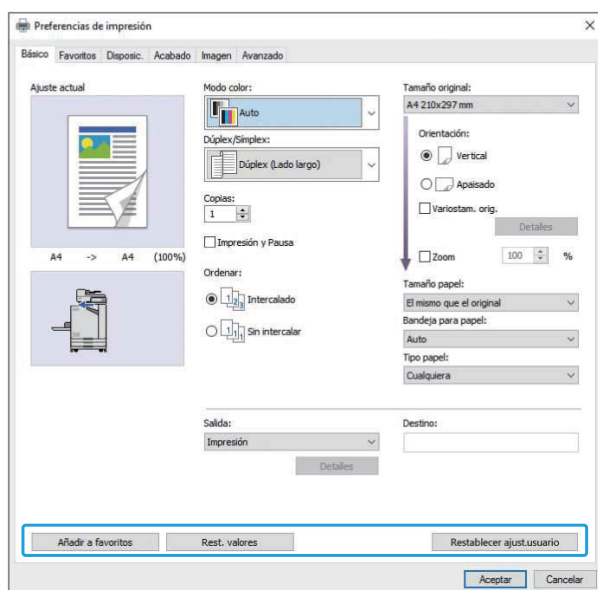 Preferencias de impresión
Básico Favoritos Disposic. Acabado Imagen Avanzado
Ajuste actual
A4 -> A4 (100%)
Modo color:
Auto
Dúplex/Símplex:
Dúplex (Lado largo)
Copias:
1
Impresión y Pausa
Ordenar:
Intercalado
Sin intercalar
Tamaño original:
A4 210x297 mm
Orientación:
Vertical
Apaisado
Variostam. orig.
Detalles
Zoom 100 %
Tamaño papel:
El mismo que el original
Bandeja para papel:
Auto
Tipo papel:
Cualquiera
Salida:
Impresión
Detalles
Destino:
Añadir a favoritos Rest. valores Restablecer ajust.usuario
Aceptar Cancelar